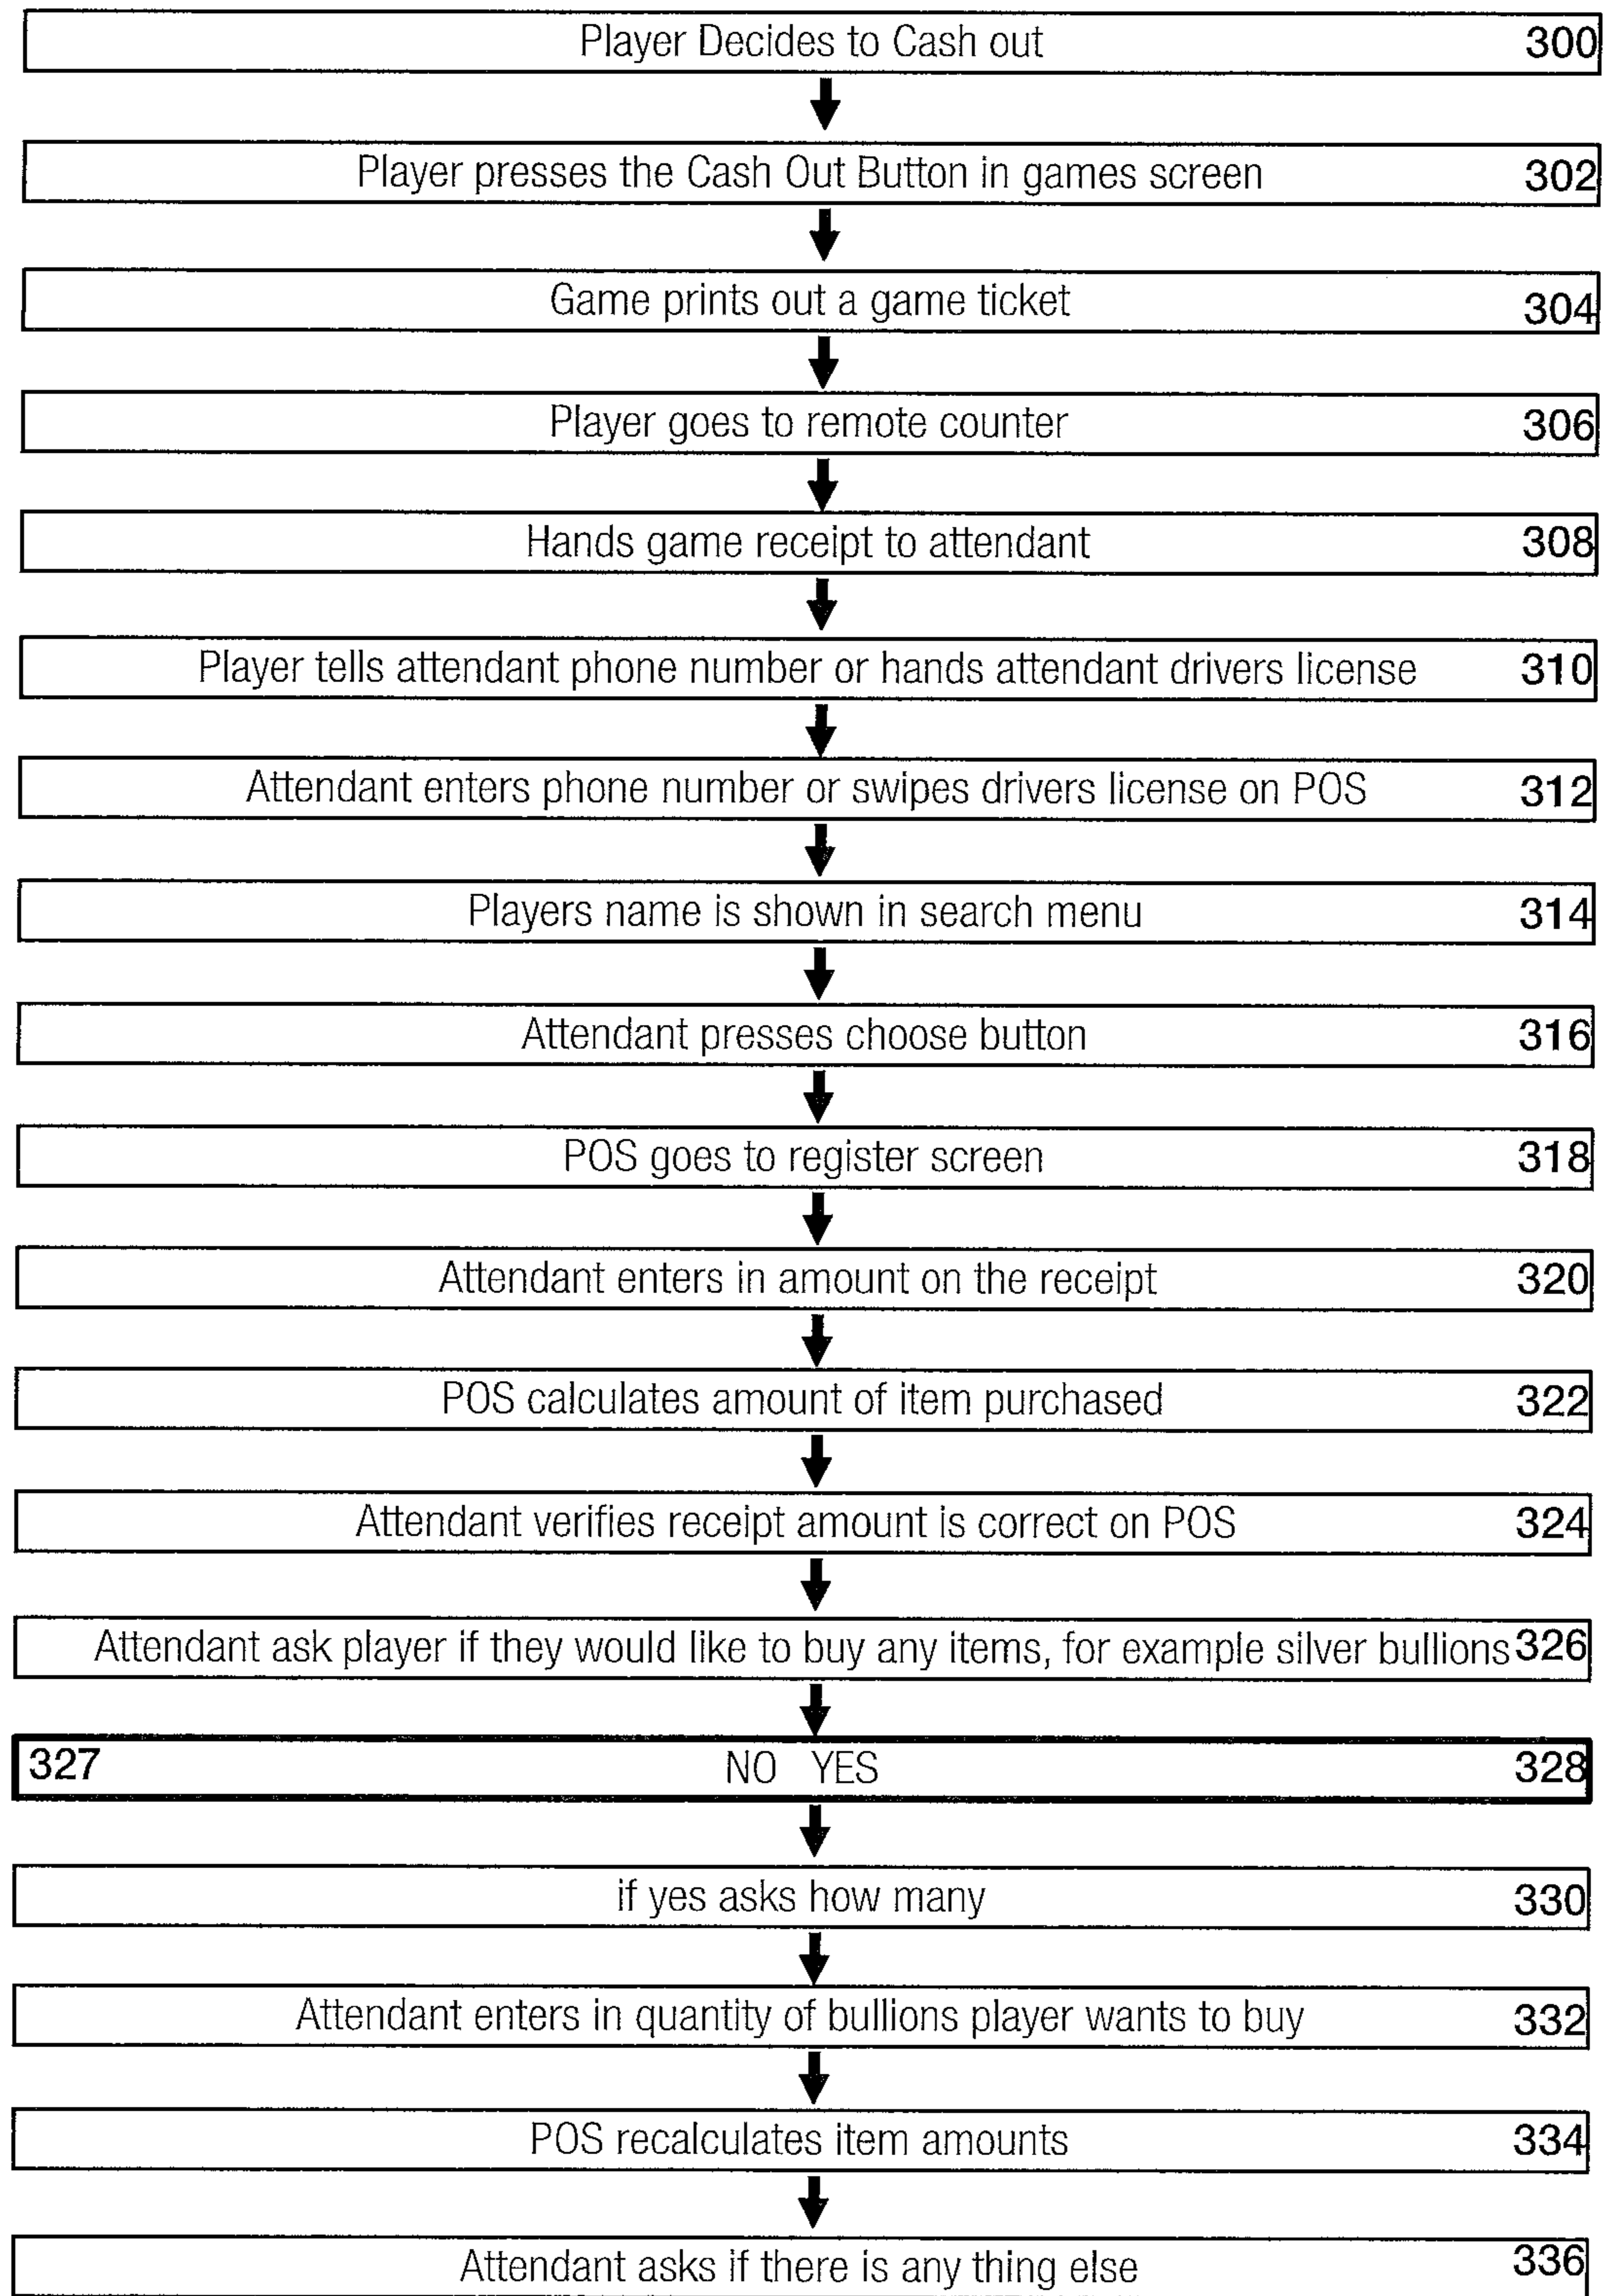 Player Decides to Cash out 300
Player presses the Cash Out Button in games screen 302
Game prints out a game ticket 304
Player goes to remote counter 306
Hands game receipt to attendant 308
Player tells attendant phone number or hands attendant drivers license 310
Attendant enters phone number or swipes drivers license on POS 312
Players name is shown in search menu 314
Attendant presses choose button 316
POS goes to register screen 318
Attendant enters in amount on the receipt 320
POS calculates amount of item purchased 322
Attendant verifies receipt amount is correct on POS 324
Attendant ask player if they would like to buy any items, for example silver bullions 326
327 NO YES 328
if yes asks how many 330
Attendant enters in quantity of bullions player wants to buy 332
POS recalculates item amounts 334
Attendant asks if there is any thing else 336